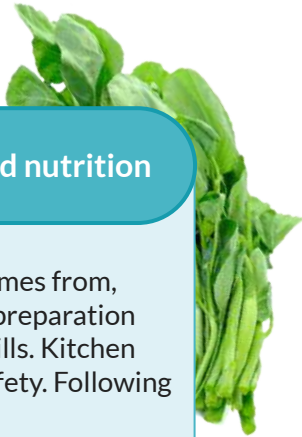 d nutrition
mes from,
preparation
lls. Kitchen
fety. Following